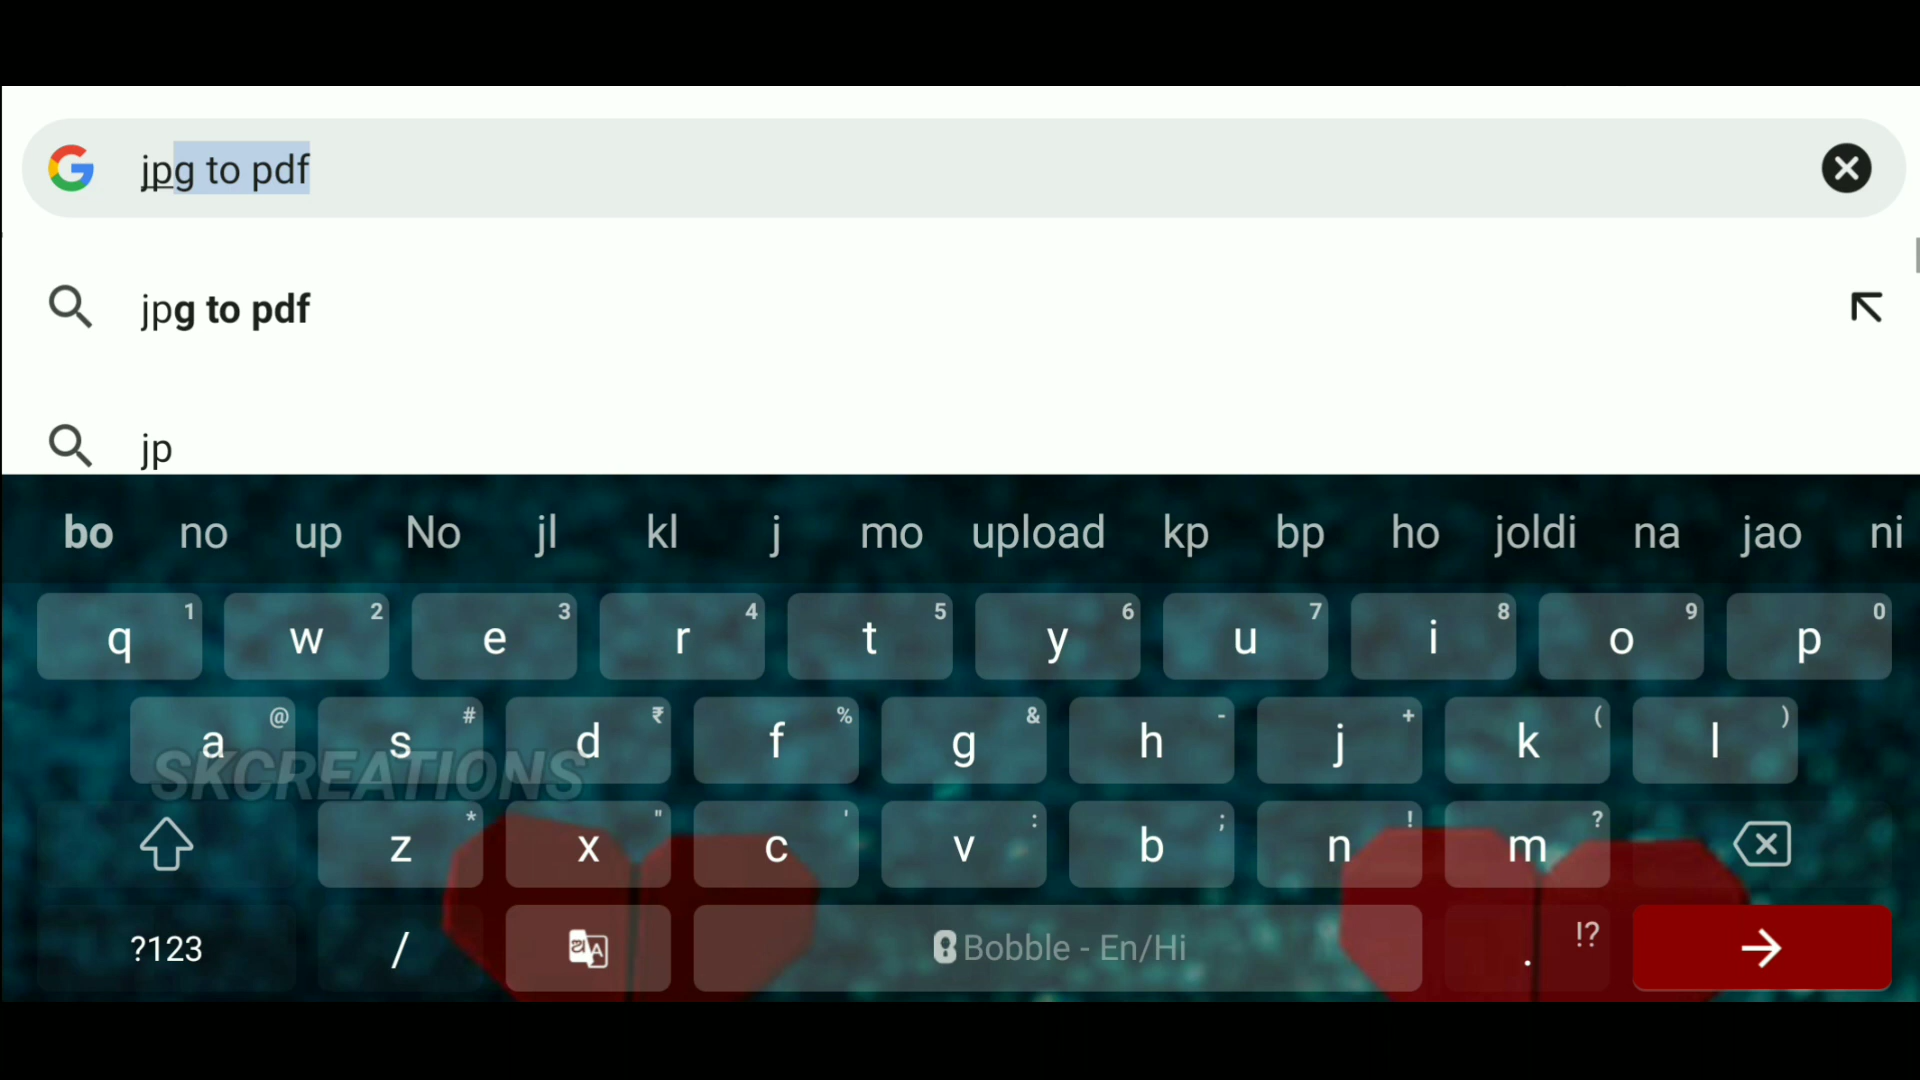 jpg to pdf
jpg to pdf
jp
bo no up No jl kl j mo upload kp bp ho joldi na jao ni
q 1 w 2 e 3 r 4 t 5 y 6 u 7 i 8 o 9 p 0
a @ s # d ₹ f % g & h - j + k ( l )
SKCREATIONS
z * x " c ' v : b ; n ! m ?
?123 / A Bobble - En/Hi . !?